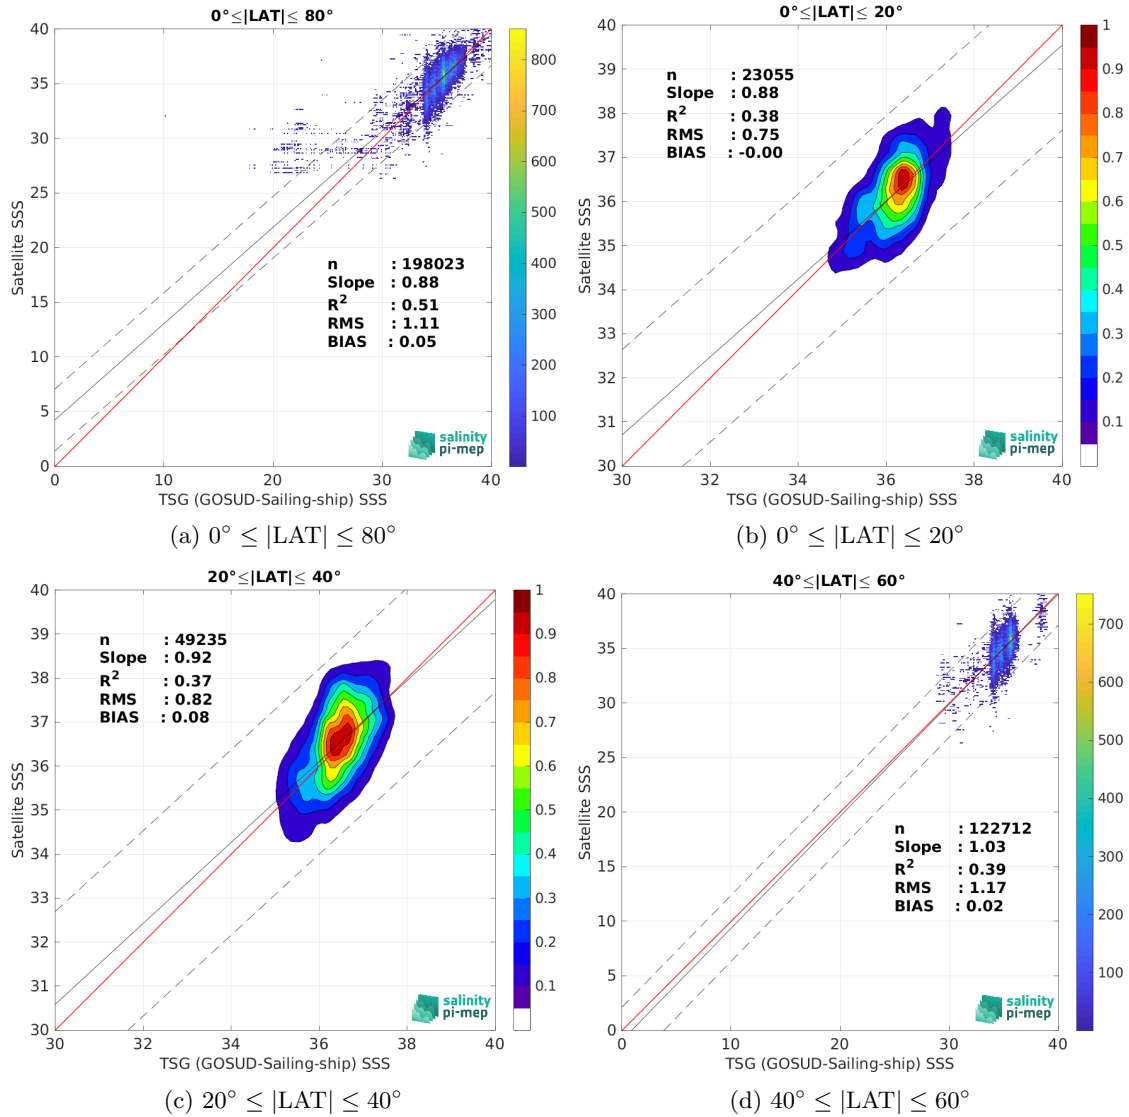 0°≤|LAT|≤ 80°
40
35
30
25
20
15
10
5
0
Satellite SSS
n : 198023
Slope : 0.88
R² : 0.51
RMS : 1.11
BIAS : 0.05
salinity
pi-mep
0 10 20 30 40
TSG (GOSUD-Sailing-ship) SSS
800
700
600
500
400
300
200
100
(a) 0° ≤ |LAT| ≤ 80°
0°≤|LAT|≤ 20°
40
39
38
37
36
35
34
33
32
31
30
Satellite SSS
n : 23055
Slope : 0.88
R² : 0.38
RMS : 0.75
BIAS : -0.00
salinity
pi-mep
30 32 34 36 38 40
TSG (GOSUD-Sailing-ship) SSS
1
0.9
0.8
0.7
0.6
0.5
0.4
0.3
0.2
0.1
(b) 0° ≤ |LAT| ≤ 20°
20°≤|LAT|≤ 40°
40
39
38
37
36
35
34
33
32
31
30
Satellite SSS
n : 49235
Slope : 0.92
R² : 0.37
RMS : 0.82
BIAS : 0.08
salinity
pi-mep
30 32 34 36 38 40
TSG (GOSUD-Sailing-ship) SSS
1
0.9
0.8
0.7
0.6
0.5
0.4
0.3
0.2
0.1
(c) 20° ≤ |LAT| ≤ 40°
40°≤|LAT|≤ 60°
40
35
30
25
20
15
10
5
0
Satellite SSS
n : 122712
Slope : 1.03
R² : 0.39
RMS : 1.17
BIAS : 0.02
salinity
pi-mep
0 10 20 30 40
TSG (GOSUD-Sailing-ship) SSS
700
600
500
400
300
200
100
(d) 40° ≤ |LAT| ≤ 60°